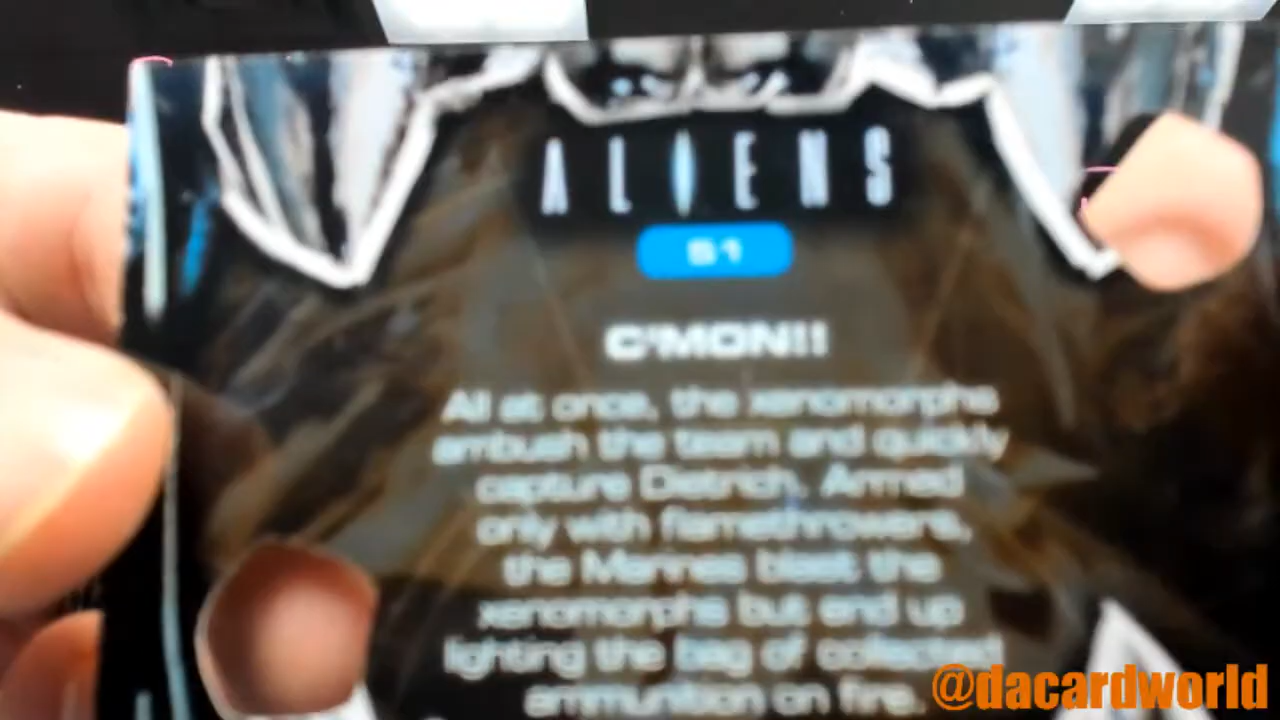 ALIENS
51
C'MON!!
All at once, the xenomorphs
ambush the team and quickly
capture Dietrich. Armed
only with flamethrowers,
the Marines blast the
xenomorphs but end up
lighting the bag of collected
ammunition on fire.
@dacardworld